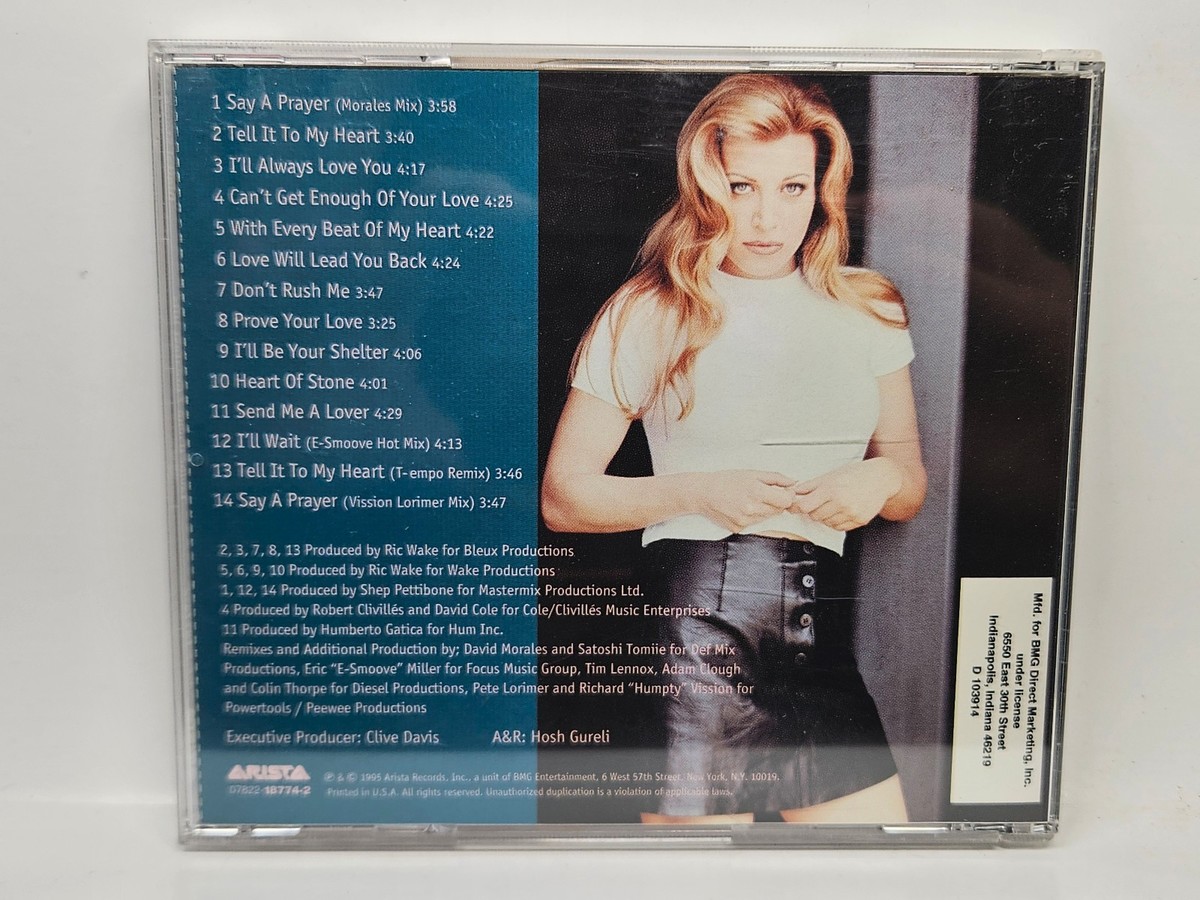 1 Say A Prayer (Morales Mix) 3:58
2 Tell It To My Heart 3:40
3 I'll Always Love You 4:17
4 Can't Get Enough Of Your Love 4:25
5 With Every Beat Of My Heart 4:22
6 Love Will Lead You Back 4:24
7 Don't Rush Me 3:47
8 Prove Your Love 3:25
9 I'll Be Your Shelter 4:06
10 Heart Of Stone 4:01
11 Send Me A Lover 4:29
12 I'll Wait (E-Smoove Hot Mix) 4:13
13 Tell It To My Heart (T-empo Remix) 3:46
14 Say A Prayer (Vission Lorimer Mix) 3:47
2, 3, 7, 8, 13 Produced by Ric Wake for Bleux Productions
5, 6, 9, 10 Produced by Ric Wake for Wake Productions
1, 12, 14 Produced by Shep Pettibone for Mastermix Productions Ltd.
4 Produced by Robert Clivillés and David Cole for Cole/Clivillés Music Enterprises
11 Produced by Humberto Gatica for Hum Inc.
Remixes and Additional Production by; David Morales and Satoshi Tomiie for Def Mix
Productions, Eric "E-Smoove" Miller for Focus Music Group, Tim Lennox, Adam Clough
and Colin Thorpe for Diesel Productions, Pete Lorimer and Richard "Humpty" Vission for
Powertools / Peewee Productions
Executive Producer: Clive Davis A&R: Hosh Gureli
ARISTA
07822-18774-2
℗ & © 1995 Arista Records, Inc., a unit of BMG Entertainment, 6 West 57th Street, New York, N.Y. 10019.
Printed in U.S.A. All rights reserved. Unauthorized duplication is a violation of applicable laws.
Mfd. for BMG Direct Marketing, Inc.
under license
6550 East 30th Street
Indianapolis, Indiana 46219
D 103914